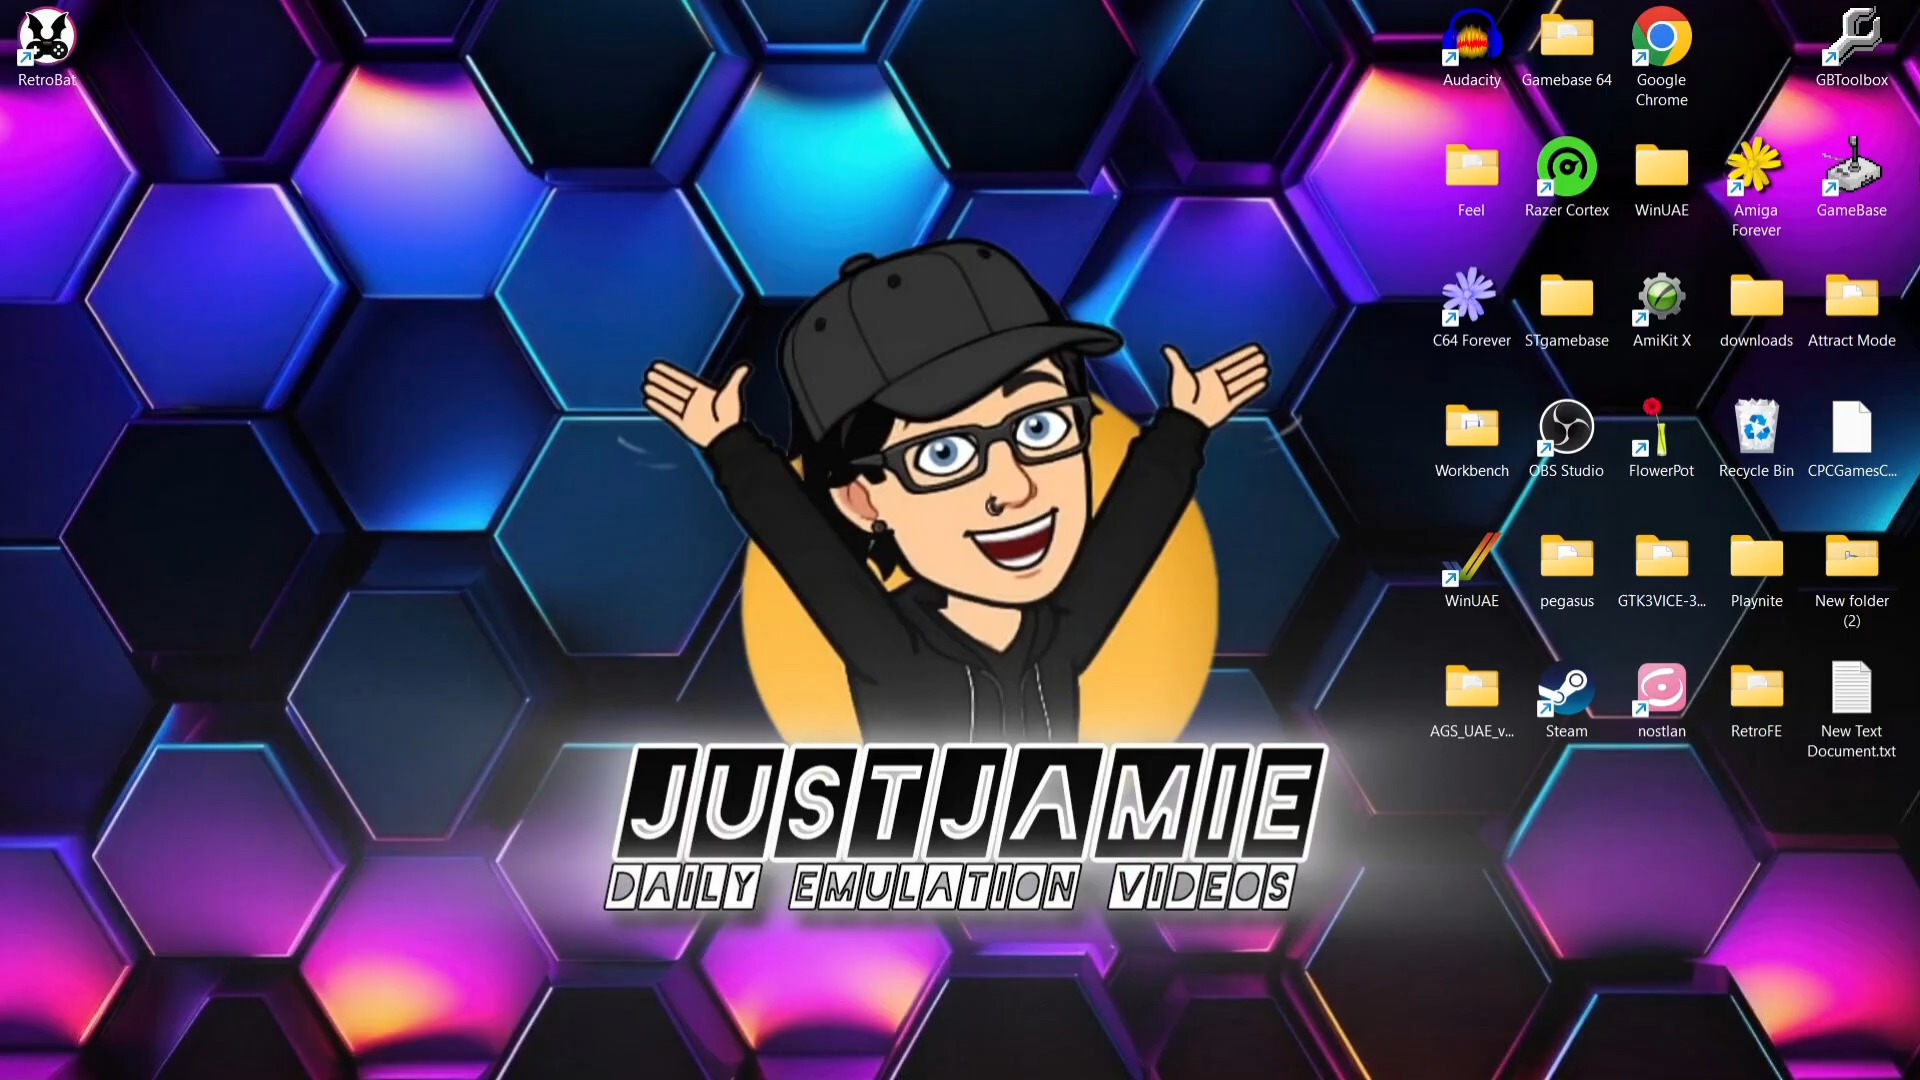 RetroBat
Audacity
Gamebase 64
Google
Chrome
GBToolbox
Feel
Razer Cortex
WinUAE
Amiga
Forever
GameBase
C64 Forever
STgamebase
AmiKit X
downloads
Attract Mode
Workbench
OBS Studio
FlowerPot
Recycle Bin
CPCGamesC...
WinUAE
pegasus
GTK3VICE-3...
Playnite
New folder
(2)
AGS_UAE_v...
Steam
nostlan
RetroFE
New Text
Document.txt
JUSTJAMIE
DAILY EMULATION VIDEOS